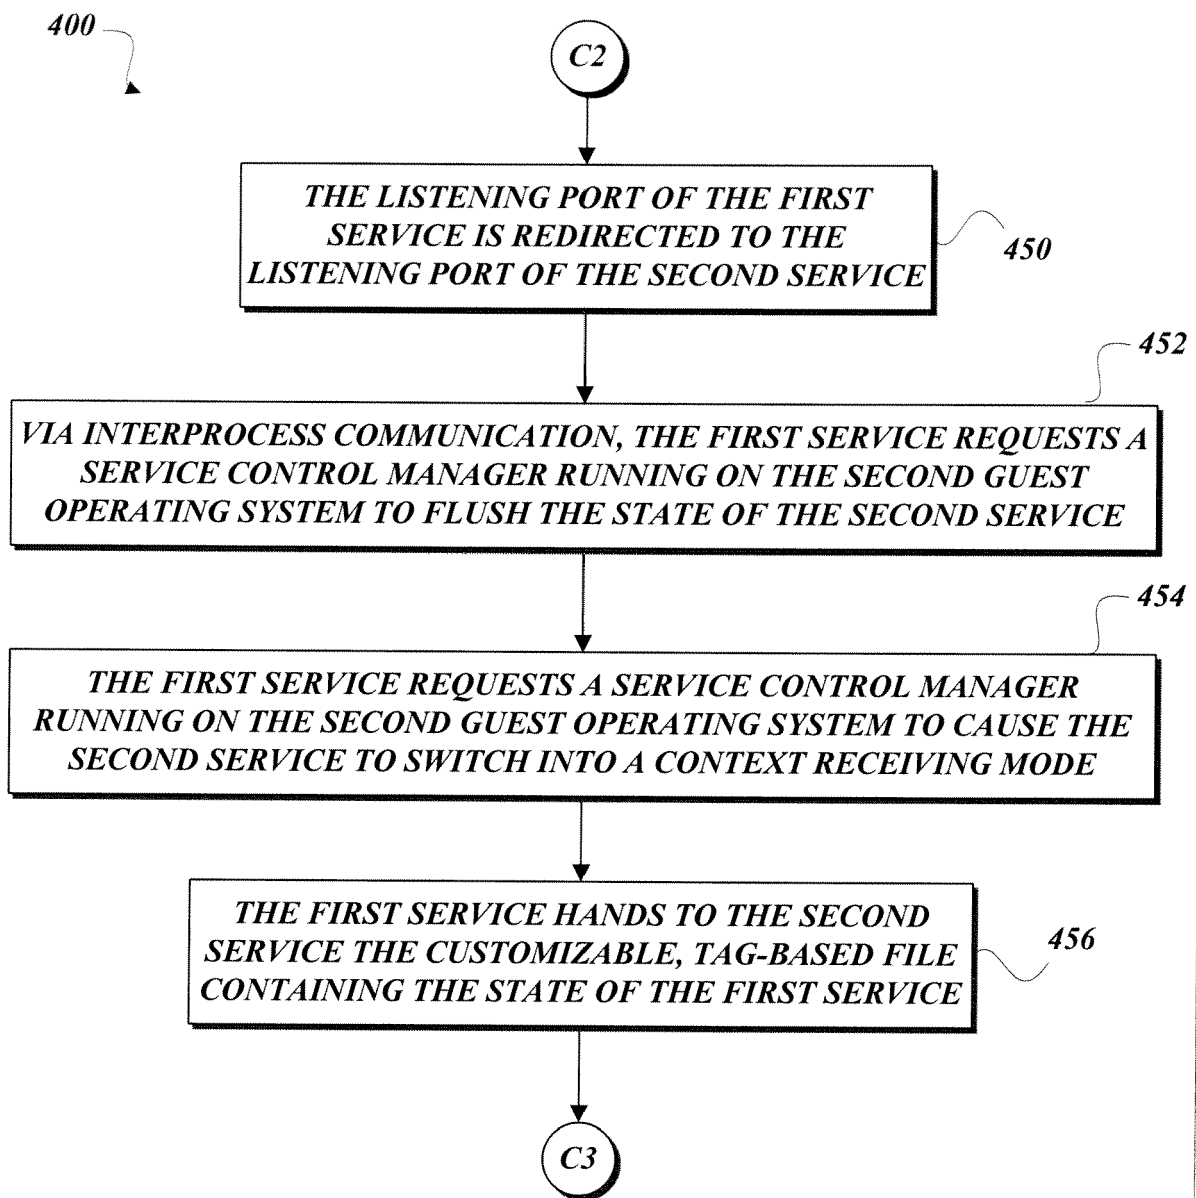 400
C2
THE LISTENING PORT OF THE FIRST
SERVICE IS REDIRECTED TO THE
LISTENING PORT OF THE SECOND SERVICE
450
452
VIA INTERPROCESS COMMUNICATION, THE FIRST SERVICE REQUESTS A
SERVICE CONTROL MANAGER RUNNING ON THE SECOND GUEST
OPERATING SYSTEM TO FLUSH THE STATE OF THE SECOND SERVICE
454
THE FIRST SERVICE REQUESTS A SERVICE CONTROL MANAGER
RUNNING ON THE SECOND GUEST OPERATING SYSTEM TO CAUSE THE
SECOND SERVICE TO SWITCH INTO A CONTEXT RECEIVING MODE
THE FIRST SERVICE HANDS TO THE SECOND
SERVICE THE CUSTOMIZABLE, TAG-BASED FILE
CONTAINING THE STATE OF THE FIRST SERVICE
456
C3